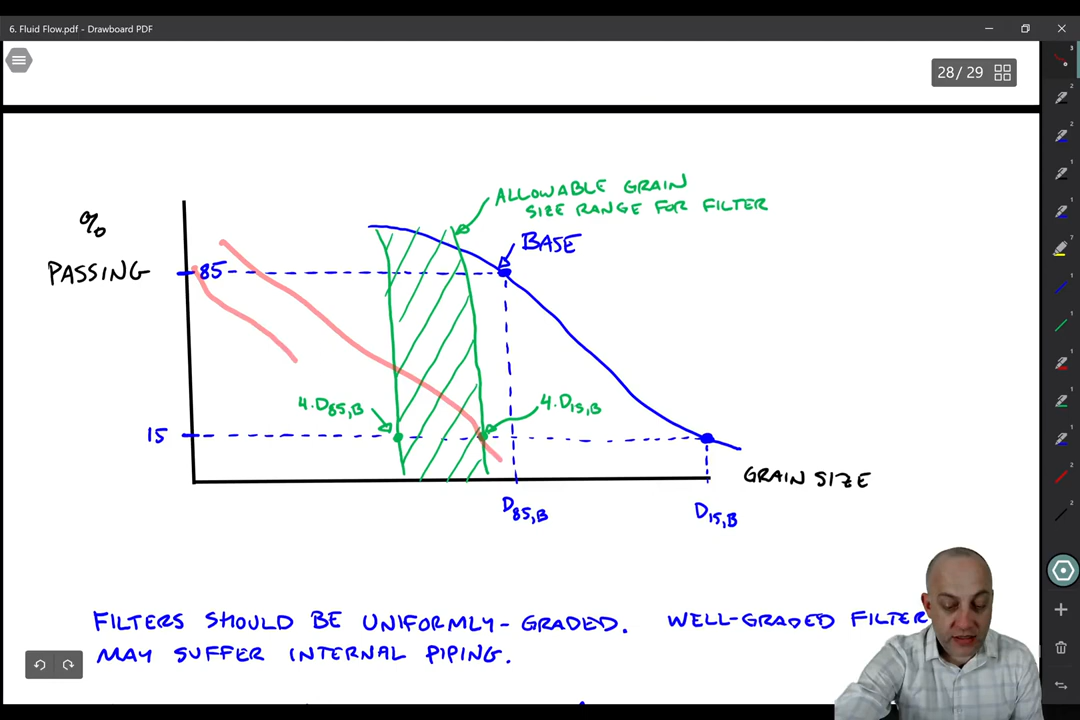 6. Fluid Flow.pdf - Drawboard PDF
28 / 29
ALLOWABLE GRAIN
SIZE RANGE FOR FILTER
%
PASSING
BASE
85
4.D85,B
4.D15,B
15
GRAIN SIZE
D85,B
D15,B
FILTERS SHOULD BE UNIFORMLY-GRADED. WELL-GRADED FILTER
MAY SUFFER INTERNAL PIPING.